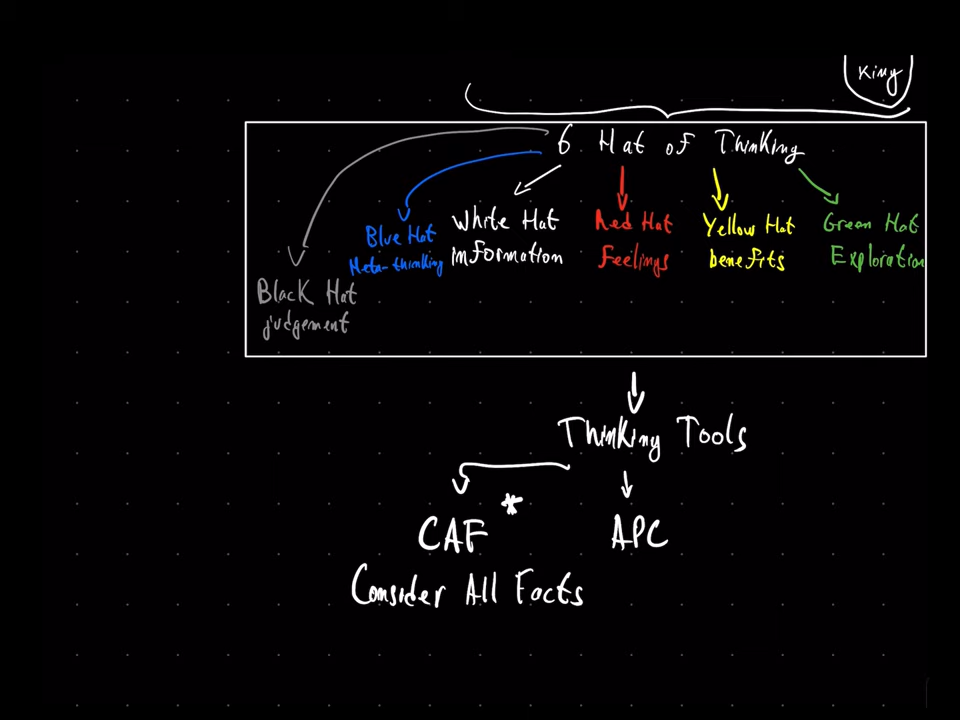 King
6 Hat of Thinking
Blue Hat
Meta-thinking
White Hat
information
Red Hat
Feelings
Yellow Hat
benefits
Green Hat
Exploration
Black Hat
judgement
Thinking Tools
CAF *
APC
Consider All Facts